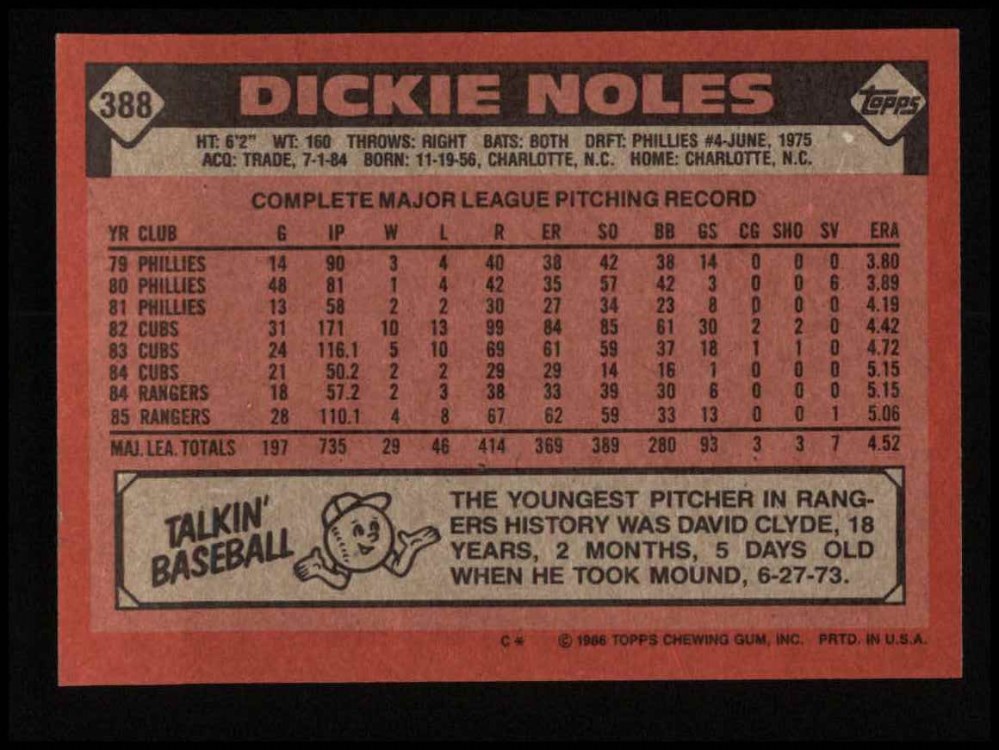 388 DICKIE NOLES Topps
HT: 6'2" WT: 160 THROWS: RIGHT BATS: BOTH DRFT: PHILLIES #4-JUNE, 1975
ACQ: TRADE, 7-1-84 BORN: 11-19-56, CHARLOTTE, N.C. HOME: CHARLOTTE, N.C.
COMPLETE MAJOR LEAGUE PITCHING RECORD
YR CLUB G IP W L R ER SO BB GS CG SHO SV ERA
79 PHILLIES 14 90 3 4 40 38 42 38 14 0 0 0 3.80
80 PHILLIES 48 81 1 4 42 35 57 42 3 0 0 6 3.89
81 PHILLIES 13 58 2 2 30 27 34 23 8 0 0 0 4.19
82 CUBS 31 171 10 13 99 84 85 61 30 2 2 0 4.42
83 CUBS 24 116.1 5 10 69 61 59 37 18 1 1 0 4.72
84 CUBS 21 50.2 2 2 29 29 14 16 1 0 0 0 5.15
84 RANGERS 18 57.2 2 3 38 33 39 30 6 0 0 0 5.15
85 RANGERS 28 110.1 4 8 67 62 59 33 13 0 0 1 5.06
MAJ. LEA. TOTALS 197 735 29 46 414 369 389 280 93 3 3 7 4.52
TALKIN'
BASEBALL
THE YOUNGEST PITCHER IN RANG-
ERS HISTORY WAS DAVID CLYDE, 18
YEARS, 2 MONTHS, 5 DAYS OLD
WHEN HE TOOK MOUND, 6-27-73.
C* © 1986 TOPPS CHEWING GUM, INC. PRTD. IN U.S.A.